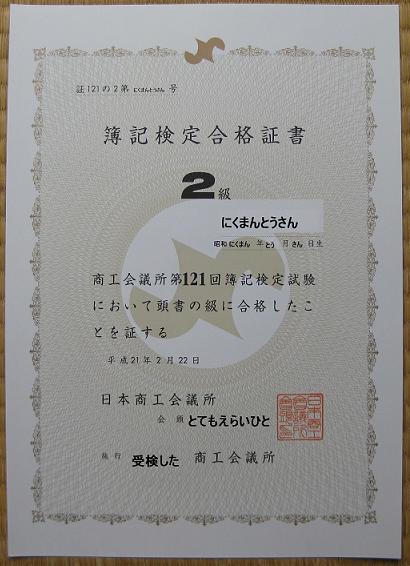 証121の2第 にくまんとうさん 号
簿記検定合格証書
2級
にくまんとうさん
昭和 にくまん 年 とう 月 さん 日生
商工会議所第121回簿記検定試験
において頭書の級に合格したこ
とを証する
平成21年2月22日
日本商工会議所
会頭 とてもえらいひと
施行 受検した 商工会議所